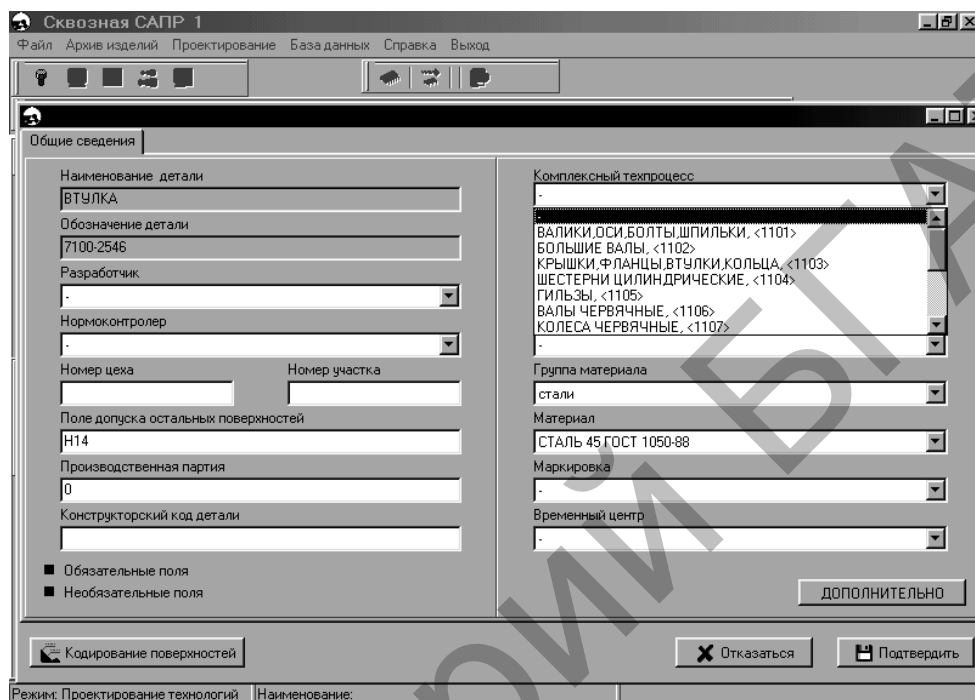 Сквозная САПР 1
Файл Архив изделий Проектирование База данных Справка Выход
Общие сведения
Наименование детали
ВТУЛКА
Обозначение детали
7100-2546
Разработчик
-
Нормоконтролер
-
Номер цеха Номер участка
Поле допуска остальных поверхностей
H14
Производственная партия
0
Конструкторский код детали
Обязательные поля
Необязательные поля
Комплексный техпроцесс
-
-
ВАЛИКИ,ОСИ,БОЛТЫ,ШПИЛЬКИ, <1101>
БОЛЬШИЕ ВАЛЫ, <1102>
КРЫШКИ,ФЛАНЦЫ,ВТУЛКИ,КОЛЬЦА, <1103>
ШЕСТЕРНИ ЦИЛИНДРИЧЕСКИЕ, <1104>
ГИЛЬЗЫ, <1105>
ВАЛЫ ЧЕРВЯЧНЫЕ, <1106>
КОЛЕСА ЧЕРВЯЧНЫЕ, <1107>
-
Группа материала
стали
Материал
СТАЛЬ 45 ГОСТ 1050-88
Маркировка
-
Временный центр
-
ДОПОЛНИТЕЛЬНО
Кодирование поверхностей Отказаться Подтвердить
Режим: Проектирование технологий Наименование:
рий БГА